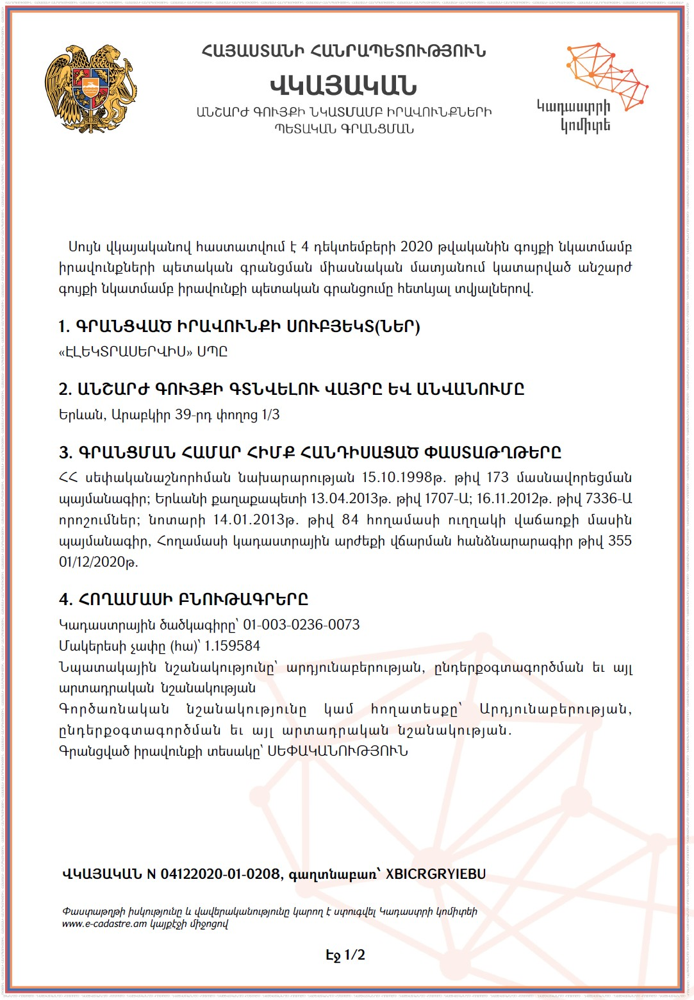 ՀԱՅԱՍՏԱՆԻ ՀԱՆՐԱՊԵՏՈՒԹՅՈՒՆ
ՎԿԱՅԱԿԱՆ
ԱՆՇԱՐԺ ԳՈՒՅՔԻ ՆԿԱՏՄԱՄԲ ԻՐԱՎՈՒՆՔՆԵՐԻ
ՊԵՏԱԿԱՆ ԳՐԱՆՑՄԱՆ
Կադաստրի
կոմիտե
Սույն վկայականով հաստատվում է 4 դեկտեմբերի 2020 թվականին գույքի նկատմամբ
իրավունքների պետական գրանցման միասնական մատյանում կատարված անշարժ
գույքի նկատմամբ իրավունքի պետական գրանցումը հետևյալ տվյալներով.
1. ԳՐԱՆՑՎԱԾ ԻՐԱՎՈՒՆՔԻ ՍՈՒԲՅԵԿՏ(ՆԵՐ)
«ԷԼԵԿՏՐԱՍԵՐՎԻՍ» ՍՊԸ
2. ԱՆՇԱՐԺ ԳՈՒՅՔԻ ԳՏՆՎԵԼՈՒ ՎԱՅՐԸ ԵՎ ԱՆՎԱՆՈՒՄԸ
Երևան, Արաբկիր 39-րդ փողոց 1/3
3. ԳՐԱՆՑՄԱՆ ՀԱՄԱՐ ՀԻՄՔ ՀԱՆԴԻՍԱՑԱԾ ՓԱՍՏԱԹՂԹԵՐԸ
ՀՀ սեփականաշնորհման նախարարության 15.10.1998թ. թիվ 173 մասնավորեցման
պայմանագիր; Երևանի քաղաքապետի 13.04.2013թ. թիվ 1707-Ա; 16.11.2012թ. թիվ 7336-Ա
որոշումներ; նոտարի 14.01.2013թ. թիվ 84 հողամասի ուղղակի վաճառքի մասին
պայմանագիր, Հողամասի կադաստրային արժեքի վճարման հանձնարարագիր թիվ 355
01/12/2020թ.
4. ՀՈՂԱՄԱՍԻ ԲՆՈՒԹԱԳՐԵՐԸ
Կադաստրային ծածկագիրը՝ 01-003-0236-0073
Մակերեսի չափը (հա)՝ 1.159584
Նպատակային նշանակությունը՝ արդյունաբերության, ընդերքօգտագործման եւ այլ
արտադրական նշանակության
Գործառնական նշանակությունը կամ հողատեսքը՝ Արդյունաբերության,
ընդերքօգտագործման եւ այլ արտադրական նշանակության.
Գրանցված իրավունքի տեսակը՝ ՍԵՓԱԿԱՆՈՒԹՅՈՒՆ
ՎԿԱՅԱԿԱՆ N 04122020-01-0208, գաղտնաբառ՝ XBICRGRYIEBU
Փաստաթղթի իսկությունը և վավերականությունը կարող է ստուգվել Կադաստրի կոմիտեի
www.e-cadastre.am կայքէջի միջոցով
Էջ 1/2